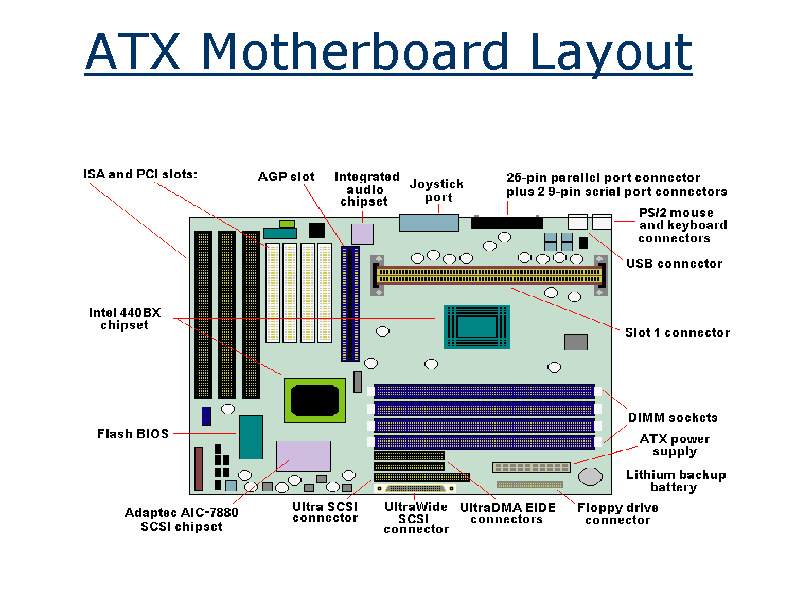 ATX Motherboard Layout
ISA and PCI slots:
AGP slot
Integrated
audio
chipset
Joystick
port
26-pin parallel port connector
plus 2 9-pin serial port connectors
PS/2 mouse
and keyboard
connectors
USB connector
Intel 440BX
chipset
Slot 1 connector
DIMM sockets
Flash BIOS
ATX power
supply
Lithium backup
battery
Adaptec AIC-7880
SCSI chipset
Ultra SCSI
connector
UltraWide
SCSI
connector
UltraDMA EIDE
connectors
Floppy drive
connector